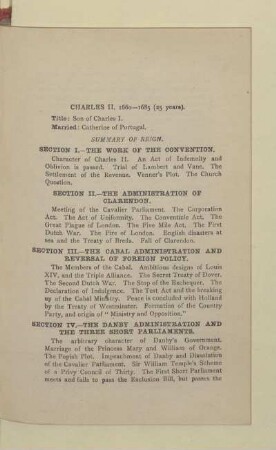 CHARLES II. 1660—1685 (25 years).
Title: Son of Charles I.
Married: Catherine of Portugal.
SUMMARY OF REIGN.
SECTION I.—THE WORK OF THE CONVENTION.
Character of Charles II. An Act of Indemnity and
Oblivion is passed. Trial of Lambert and Vane. The
Settlement of the Revenue. Venner's Plot. The Church
Question.
SECTION II.—THE ADMINISTRATION OF
CLARENDON.
Meeting of the Cavalier Parliament. The Corporation
Act. The Act of Uniformity. The Conventicle Act. The
Great Plague of London. The Five Mile Act. The First
Dutch War. The Fire of London. English disasters at
sea and the Treaty of Breda. Fall of Clarendon.
SECTION III.—THE CABAL ADMINISTRATION AND
REVERSAL OF FOREIGN POLICY.
The Members of the Cabal. Ambitious designs of Louis
XIV, and the Triple Alliance. The Secret Treaty of Dover.
The Second Dutch War. The Stop of the Exchequer. The
Declaration of Indulgence. The Test Act and the breaking
up of the Cabal Ministry. Peace is concluded with Holland
by the Treaty of Westminster. Formation of the Country
Party, and origin of "Ministry and Opposition."
SECTION IV.—THE DANBY ADMINISTRATION AND
THE THREE SHORT PARLIAMENTS.
The arbitrary character of Danby's Government.
Marriage of the Princess Mary and William of Orange.
The Popish Plot. Impeachment of Danby and Dissolution
of the Cavalier Parliament. Sir William Temple's Scheme
of a Privy Council of Thirty. The First Short Parliament
meets and fails to pass the Exclusion Bill, but passes the